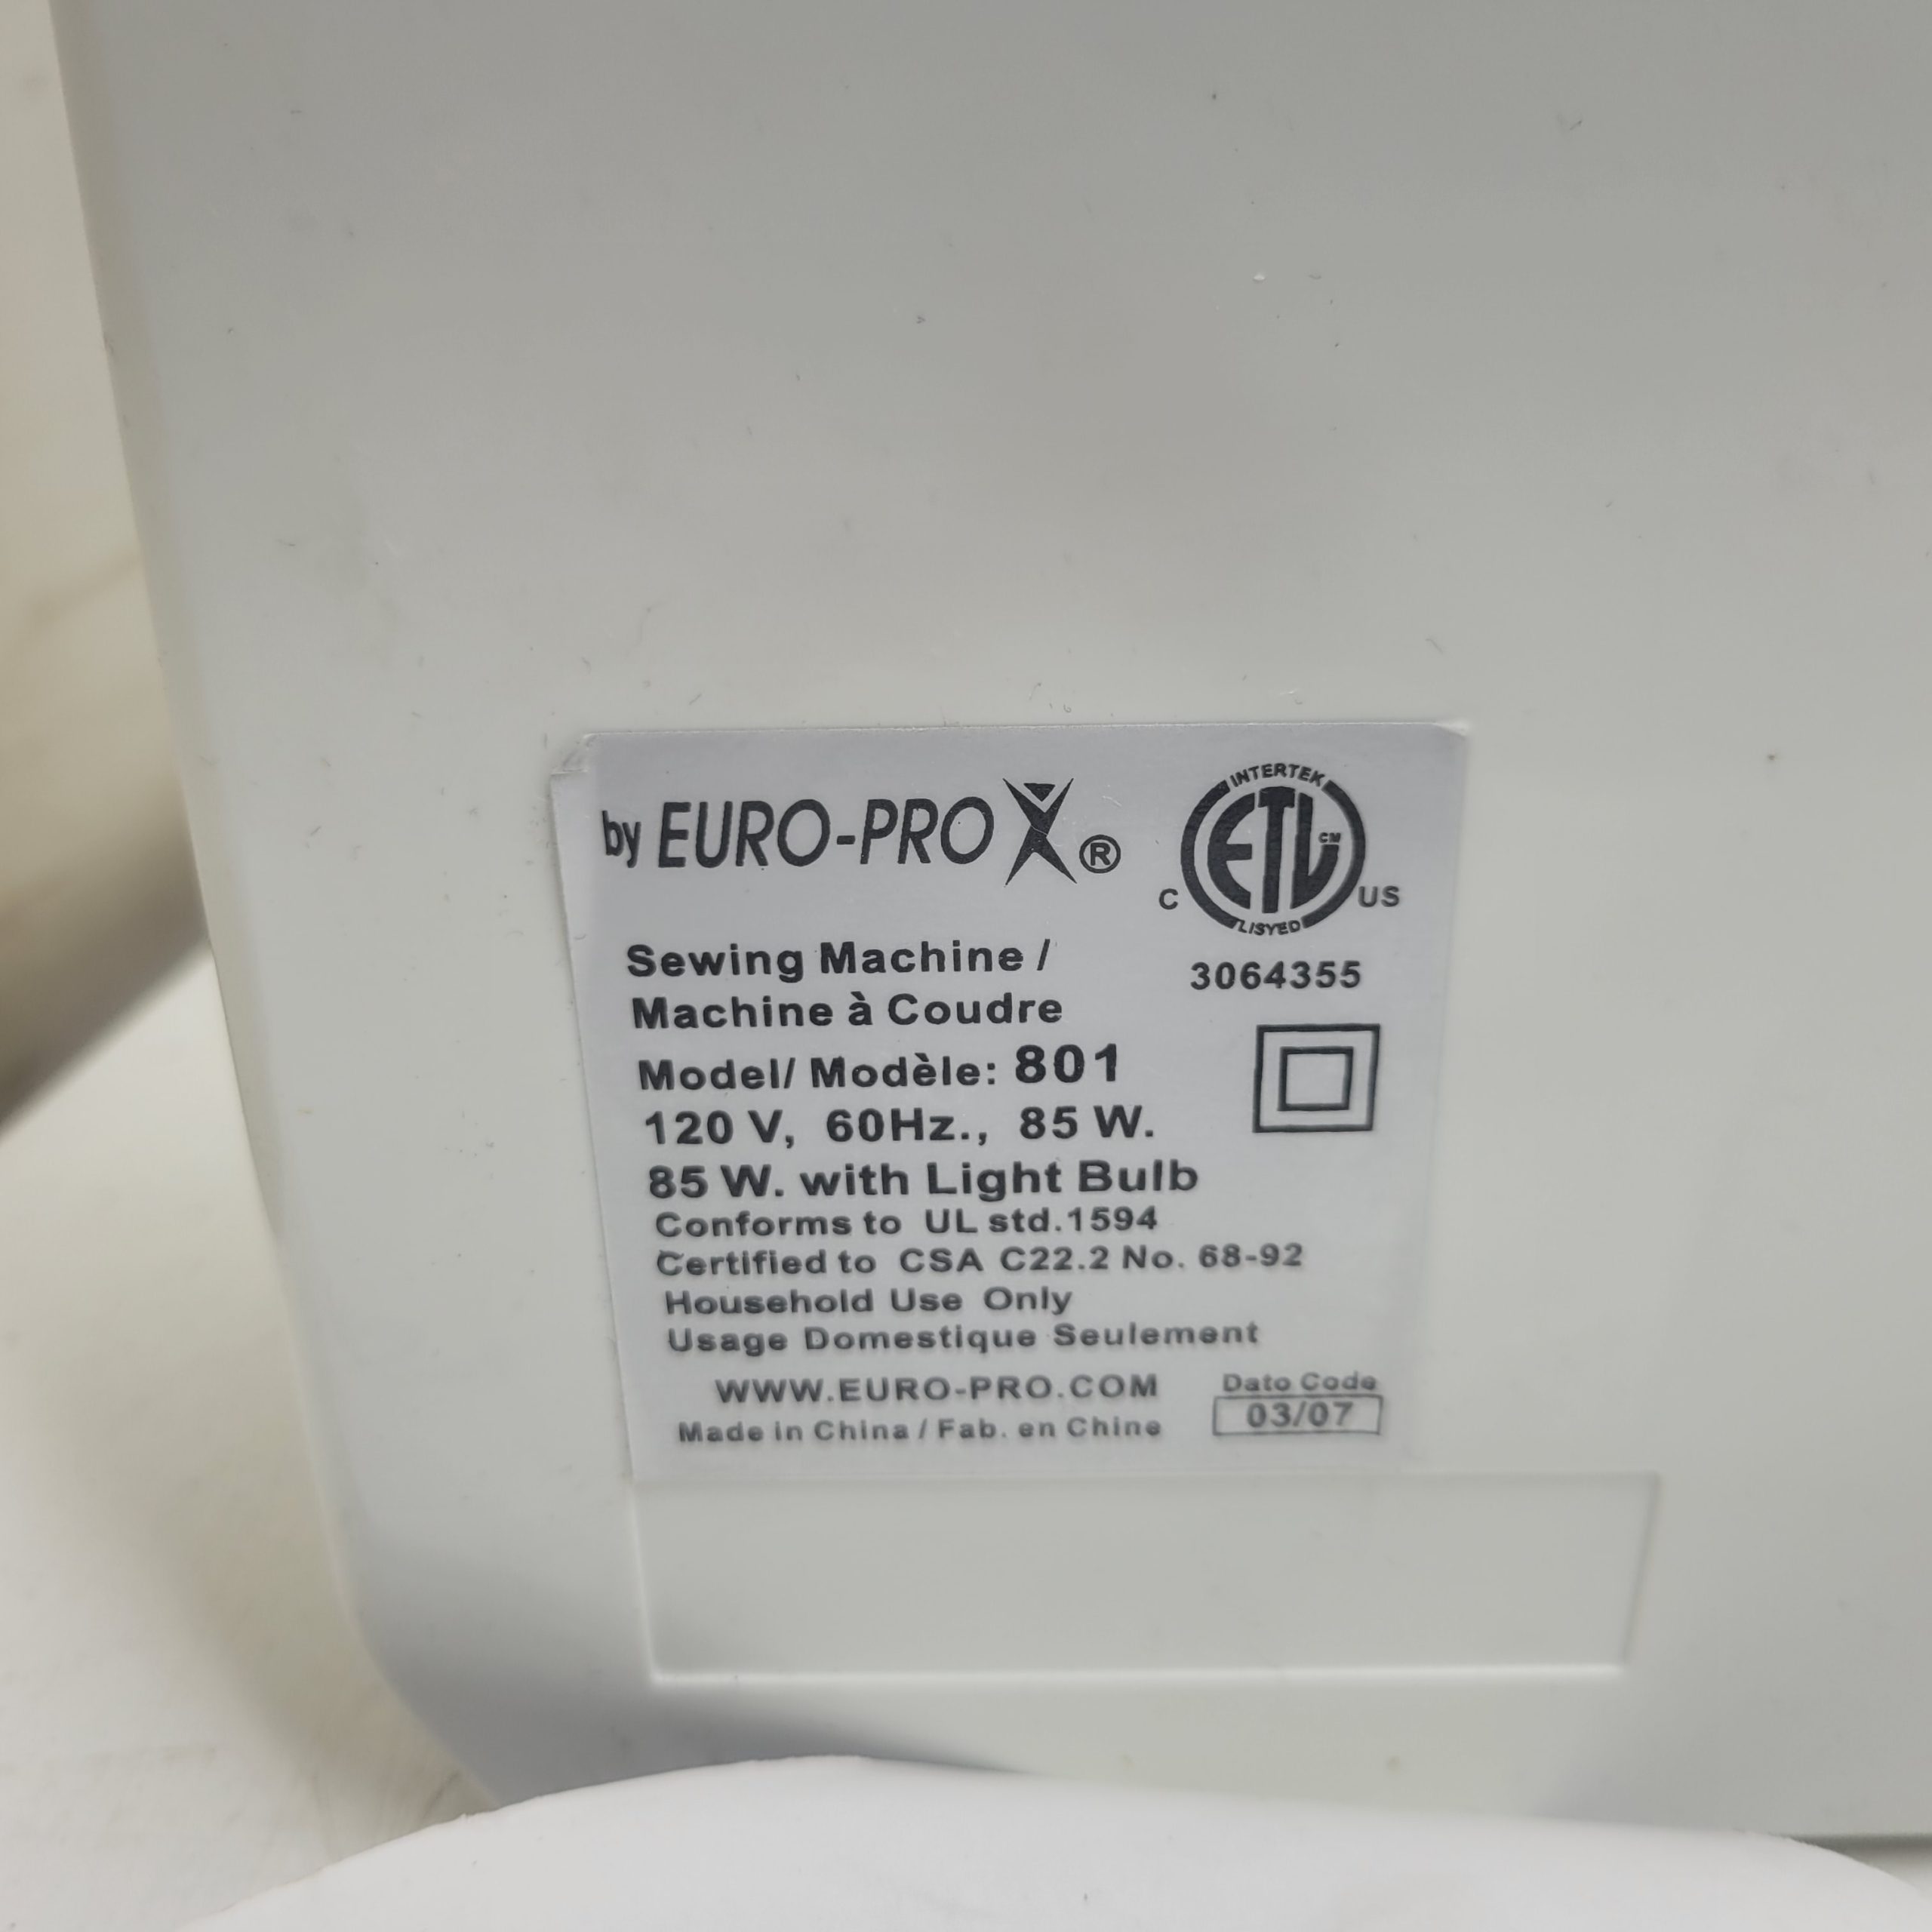 by EURO-PRO X®
INTERTEK
ETL CM
C US
LISYED
3064355
Sewing Machine /
Machine à Coudre
Model/ Modèle: 801
120 V, 60Hz., 85 W.
85 W. with Light Bulb
Conforms to UL std.1594
Certified to CSA C22.2 No. 68-92
Household Use Only
Usage Domestique Seulement
WWW.EURO-PRO.COM
Made in China / Fab. en Chine
Dato Code
03/07